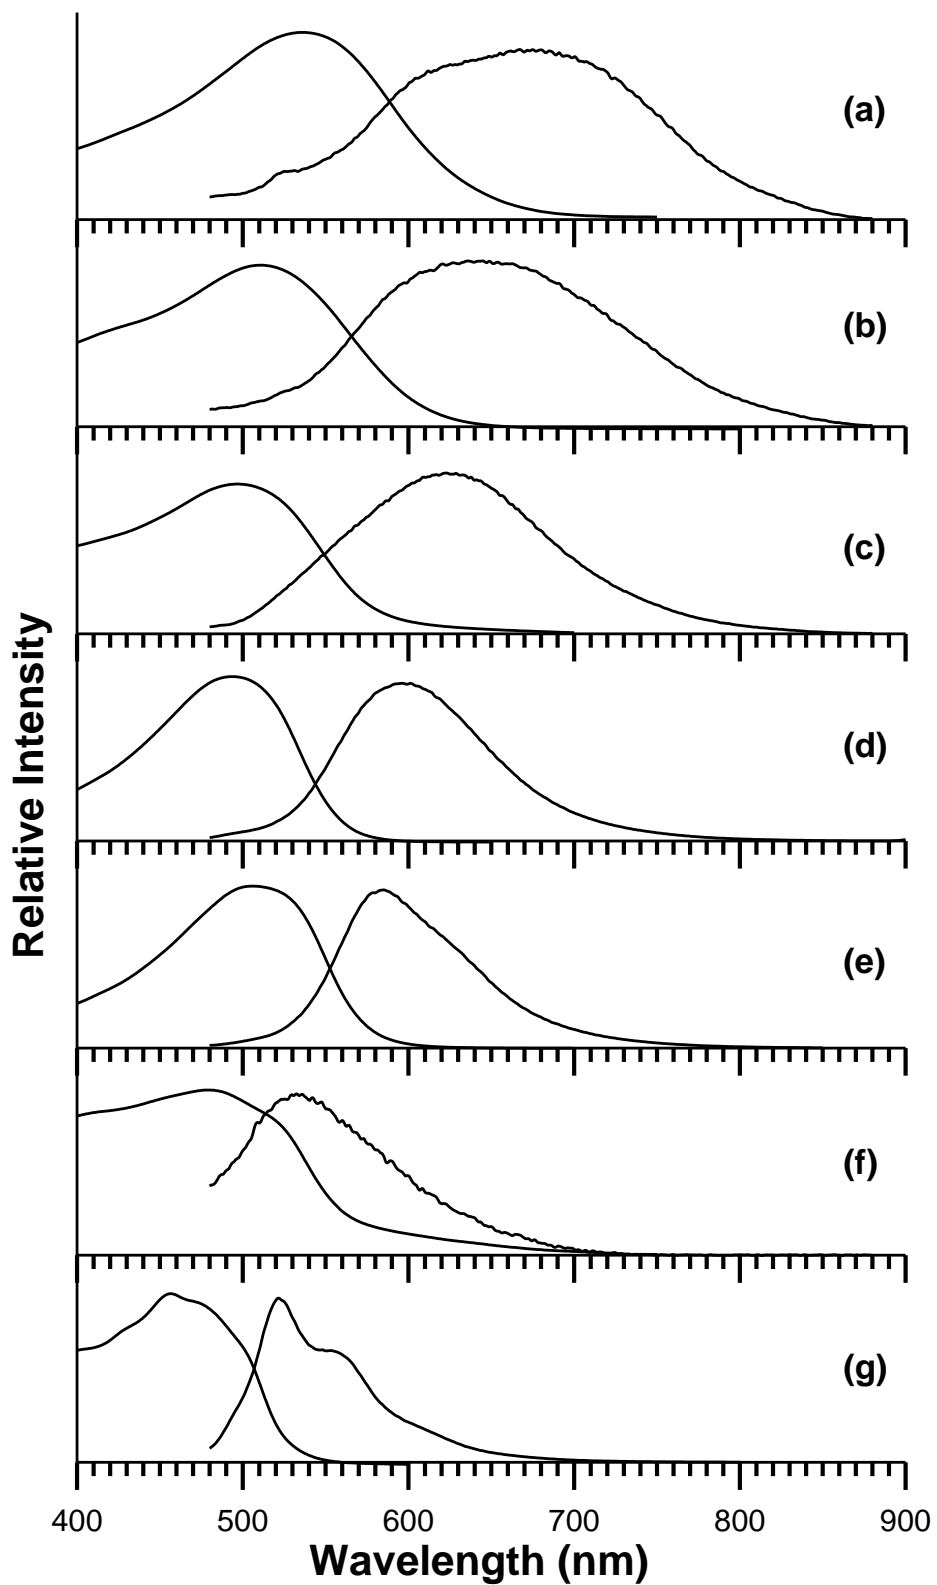 (a)
(b)
(c)
(d)
(e)
(f)
(g)
Relative Intensity
400 500 600 700 800 900
Wavelength (nm)